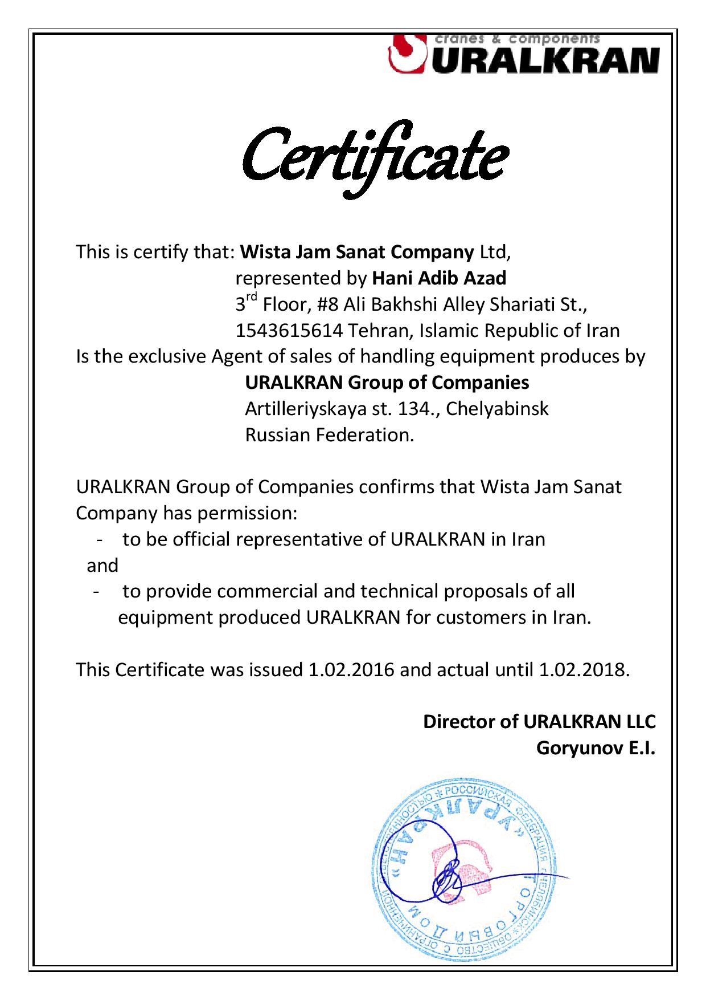 cranes & components
URALKRAN
Certificate
This is certify that: Wista Jam Sanat Company Ltd,
represented by Hani Adib Azad
3rd Floor, #8 Ali Bakhshi Alley Shariati St.,
1543615614 Tehran, Islamic Republic of Iran
Is the exclusive Agent of sales of handling equipment produces by
URALKRAN Group of Companies
Artilleriyskaya st. 134., Chelyabinsk
Russian Federation.
URALKRAN Group of Companies confirms that Wista Jam Sanat
Company has permission:
- to be official representative of URALKRAN in Iran
and
- to provide commercial and technical proposals of all
equipment produced URALKRAN for customers in Iran.
This Certificate was issued 1.02.2016 and actual until 1.02.2018.
Director of URALKRAN LLC
Goryunov E.I.
РОССИЙСКАЯ ФЕДЕРАЦИЯ г.ЧЕЛЯБИНСК * ОБЩЕСТВО С ОГРАНИЧЕННОЙ ОТВЕТСТВЕННОСТЬЮ *
ТОРГОВЫЙ ДОМ
«УРАЛКРАН»